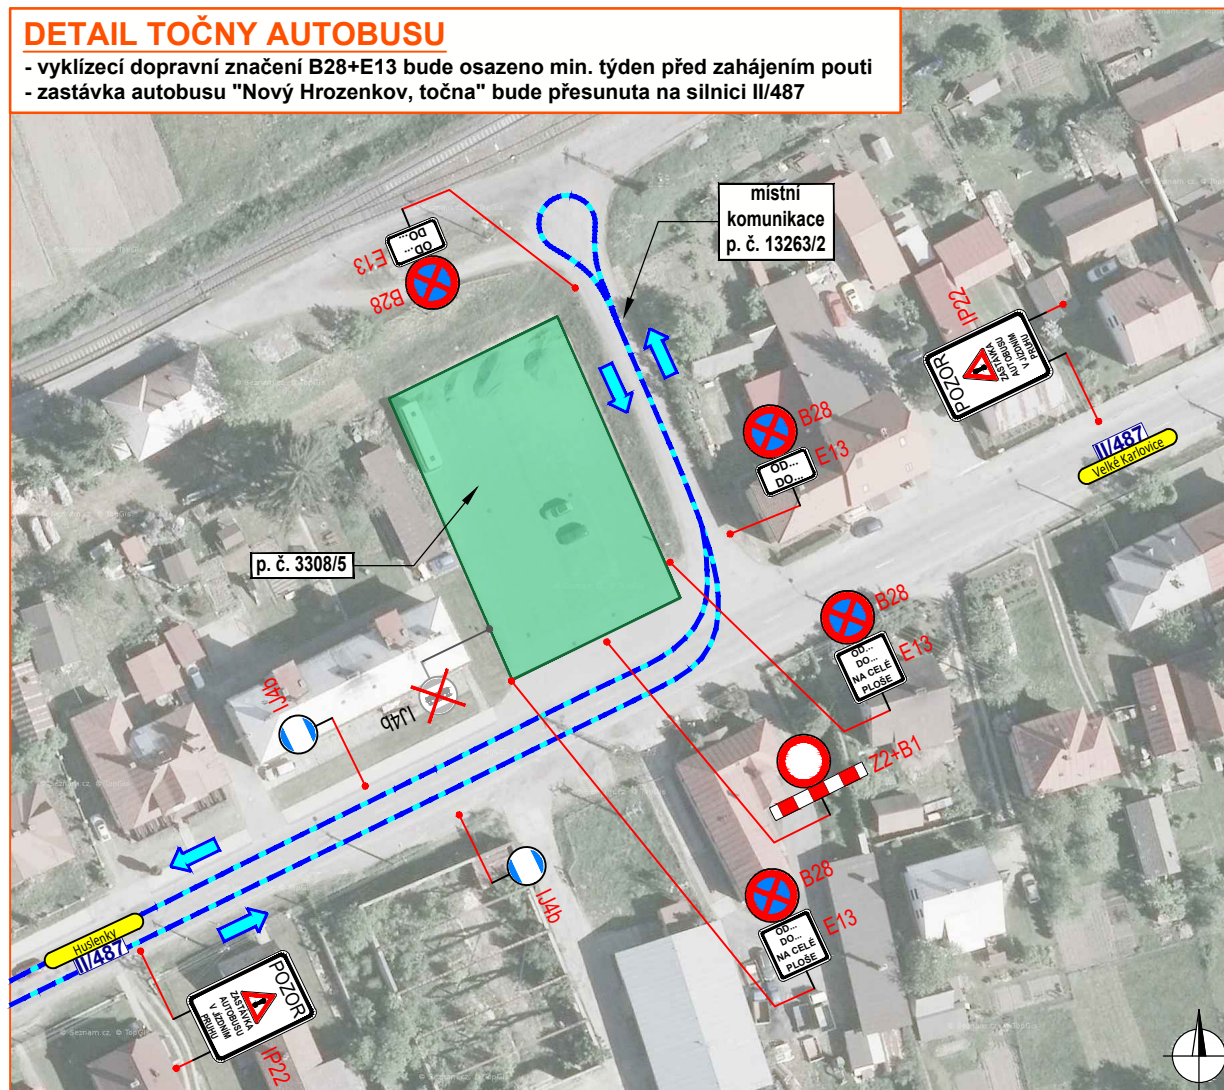 DETAIL TOČNY AUTOBUSU
- vyklízecí dopravní značení B28+E13 bude osazeno min. týden před zahájením pouti
- zastávka autobusu "Nový Hrozenkov, točna" bude přesunuta na silnici II/487
místní
komunikace
p. č. 13263/2
OD...
DO...
E13
B28
IP22
POZOR
ZASTÁVKA
AUTOBUSU
V JÍZDNÍM
PRUHU
B28
E13
OD...
DO...
II/487
Velké Karlovice
p. č. 3308/5
B28
E13
OD...
DO...
NA CELÉ
PLOŠE
IJ4b
IJ4b
Z2+B1
B28
E13
OD...
DO...
NA CELÉ
PLOŠE
IJ4b
Huslenky
II/487
POZOR
ZASTÁVKA
AUTOBUSU
V JÍZDNÍM
PRUHU
IP22